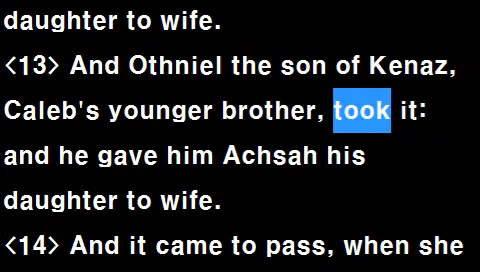 daughter to wife.
<13> And Othniel the son of Kenaz,
Caleb's younger brother, took it:
and he gave him Achsah his
daughter to wife.
<14> And it came to pass, when she